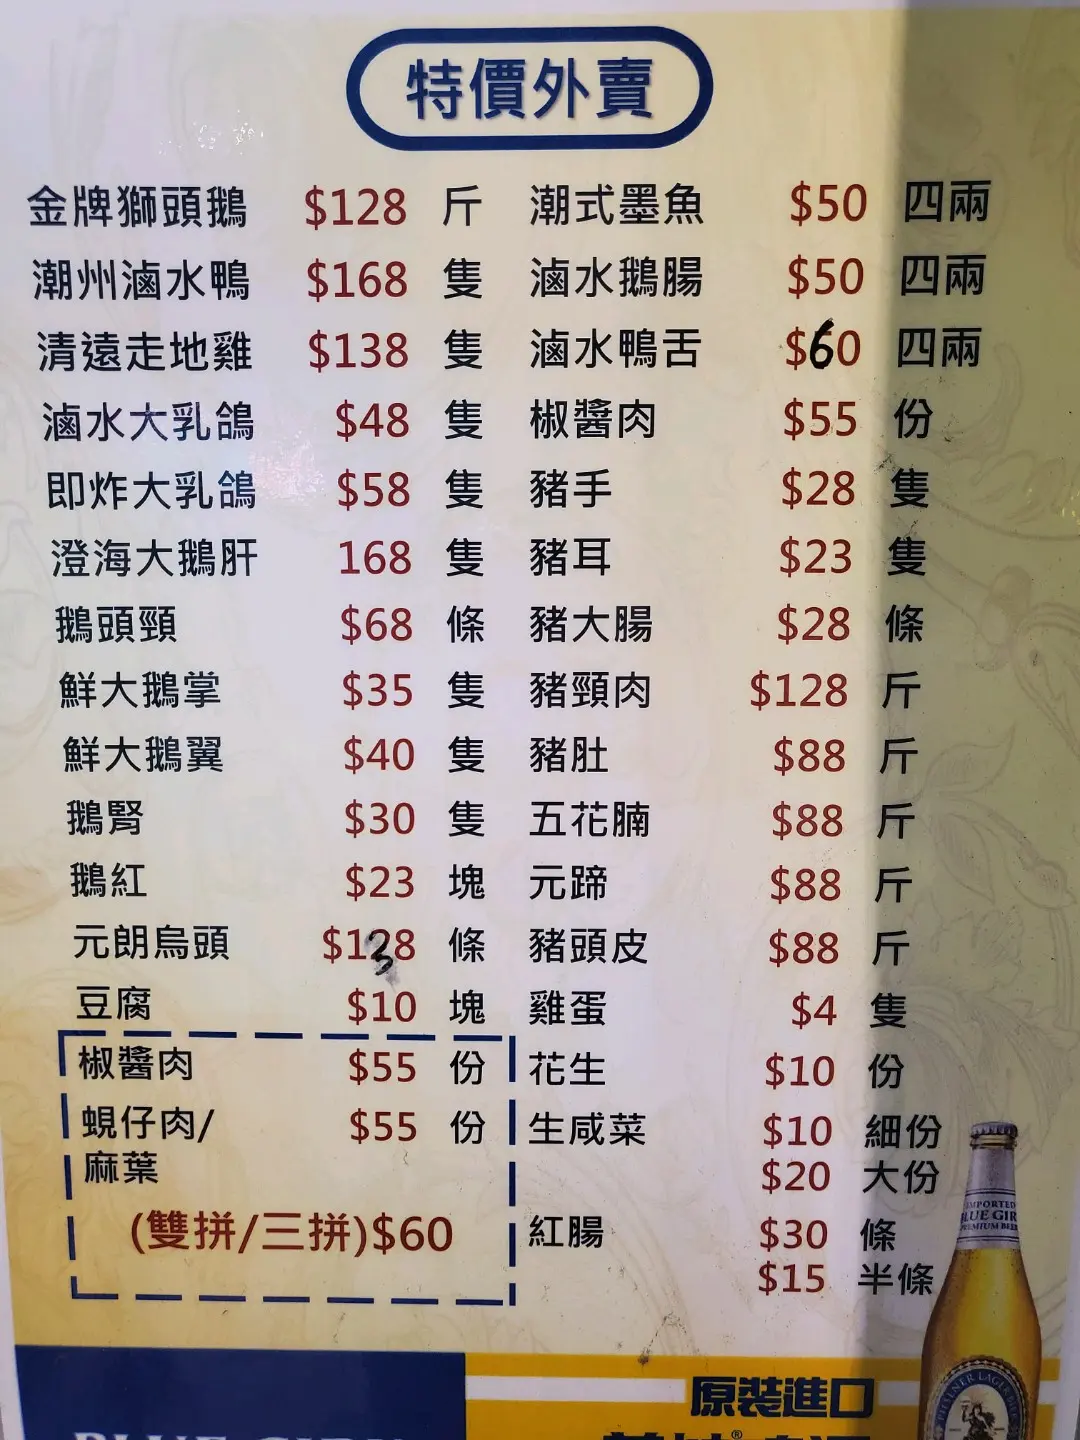 特價外賣
金牌獅頭鵝 $128 斤
潮州滷水鴨 $168 隻
清遠走地雞 $138 隻
滷水大乳鴿 $48 隻
即炸大乳鴿 $58 隻
澄海大鵝肝 168 隻
鵝頭頸 $68 條
鮮大鵝掌 $35 隻
鮮大鵝翼 $40 隻
鵝腎 $30 隻
鵝紅 $23 塊
元朗烏頭 $138 條
豆腐 $10 塊
椒醬肉 $55 份
蜆仔肉/ $55 份
麻葉
(雙拼/三拼)$60
潮式墨魚 $50 四兩
滷水鵝腸 $50 四兩
滷水鴨舌 $60 四兩
椒醬肉 $55 份
豬手 $28 隻
豬耳 $23 隻
豬大腸 $28 條
豬頸肉 $128 斤
豬肚 $88 斤
五花腩 $88 斤
元蹄 $88 斤
豬頭皮 $88 斤
雞蛋 $4 隻
花生 $10 份
生咸菜 $10 細份
$20 大份
紅腸 $30 條
$15 半條
IMPORTED
BLUE GIRL
PREMIUM BEER
PILSENER LAGER
原裝進口
BLUE GIRL